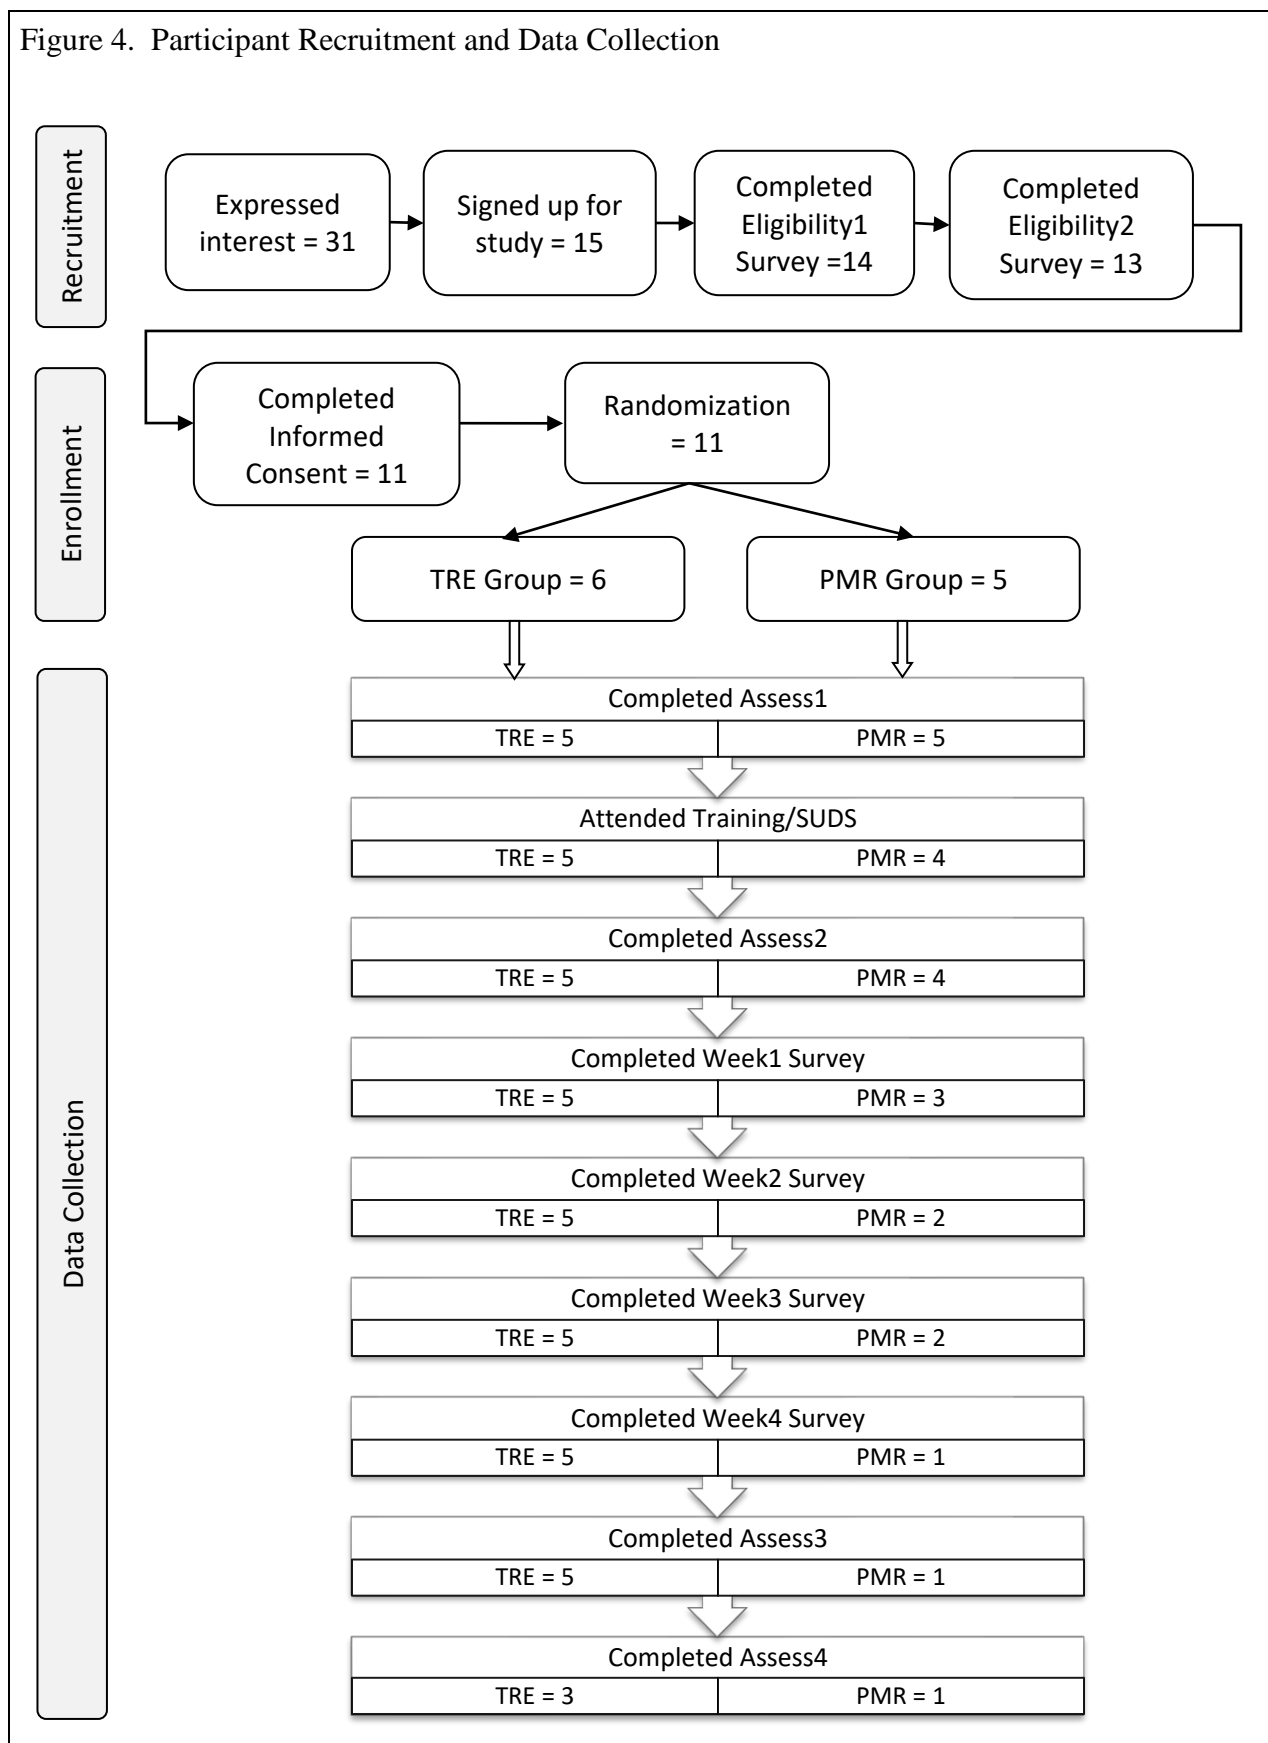 Figure 4.  Participant Recruitment and Data Collection
Recruitment
Expressed
interest = 31
Signed up for
study = 15
Completed
Eligibility1
Survey =14
Completed
Eligibility2
Survey = 13
Enrollment
Completed
Informed
Consent = 11
Randomization
= 11
TRE Group = 6
PMR Group = 5
Data Collection
Completed Assess1
TRE = 5
PMR = 5
Attended Training/SUDS
TRE = 5
PMR = 4
Completed Assess2
TRE = 5
PMR = 4
Completed Week1 Survey
TRE = 5
PMR = 3
Completed Week2 Survey
TRE = 5
PMR = 2
Completed Week3 Survey
TRE = 5
PMR = 2
Completed Week4 Survey
TRE = 5
PMR = 1
Completed Assess3
TRE = 5
PMR = 1
Completed Assess4
TRE = 3
PMR = 1